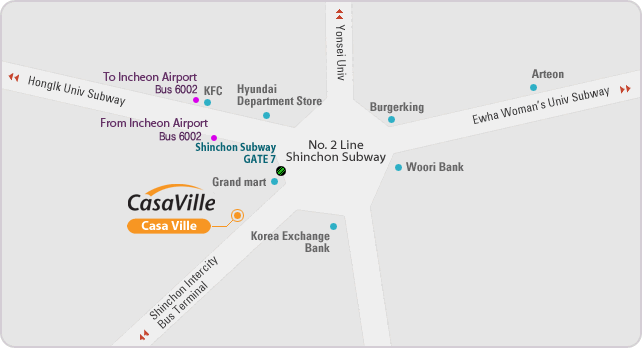 Yonsei Univ
To Incheon Airport
Bus 6002
KFC
HongIk Univ Subway
Hyundai
Department Store
Arteon
Burgerking
Ewha Woman's Univ Subway
From Incheon Airport
Bus 6002
Shinchon Subway
GATE 7
No. 2 Line
Shinchon Subway
Grand mart
Woori Bank
CasaVille
Casa Ville
Korea Exchange
Bank
Shinchon Intercity
Bus Terminal